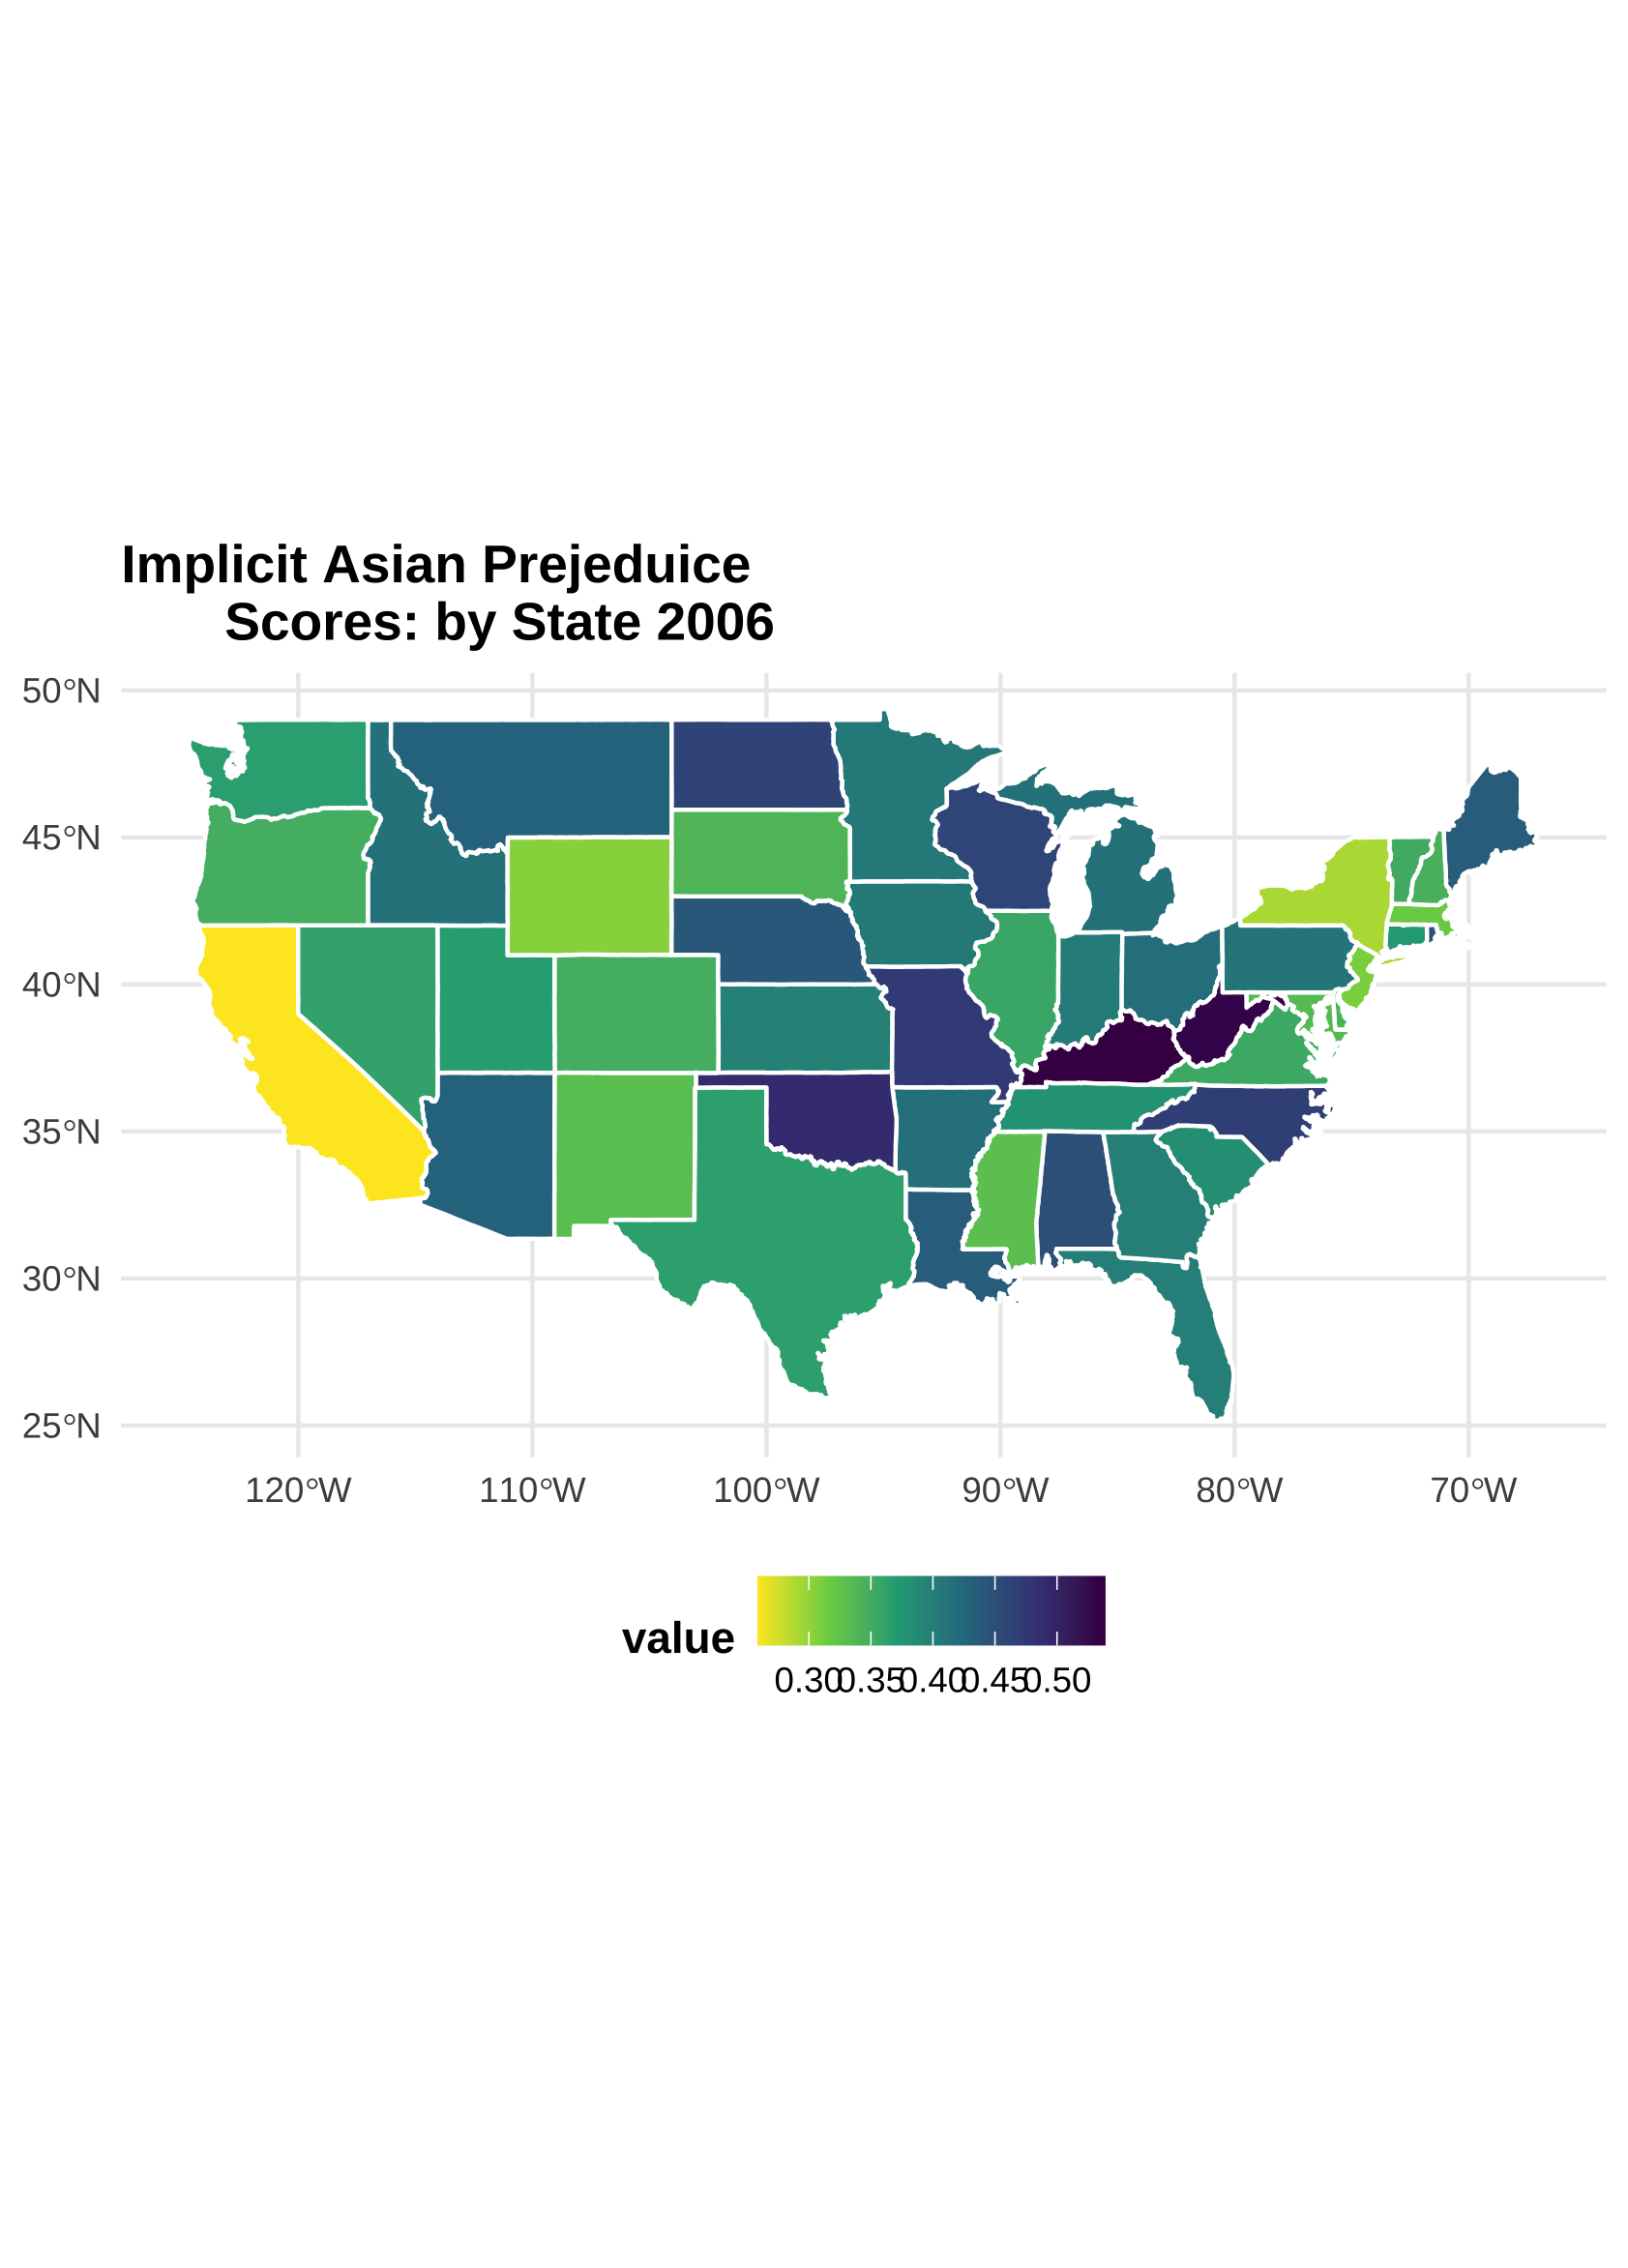 Implicit Asian Prejeduice
Scores: by State 2006
50°N
45°N
40°N
35°N
30°N
25°N
120°W 110°W 100°W 90°W 80°W 70°W
value
0.30 0.35 0.40 0.45 0.50